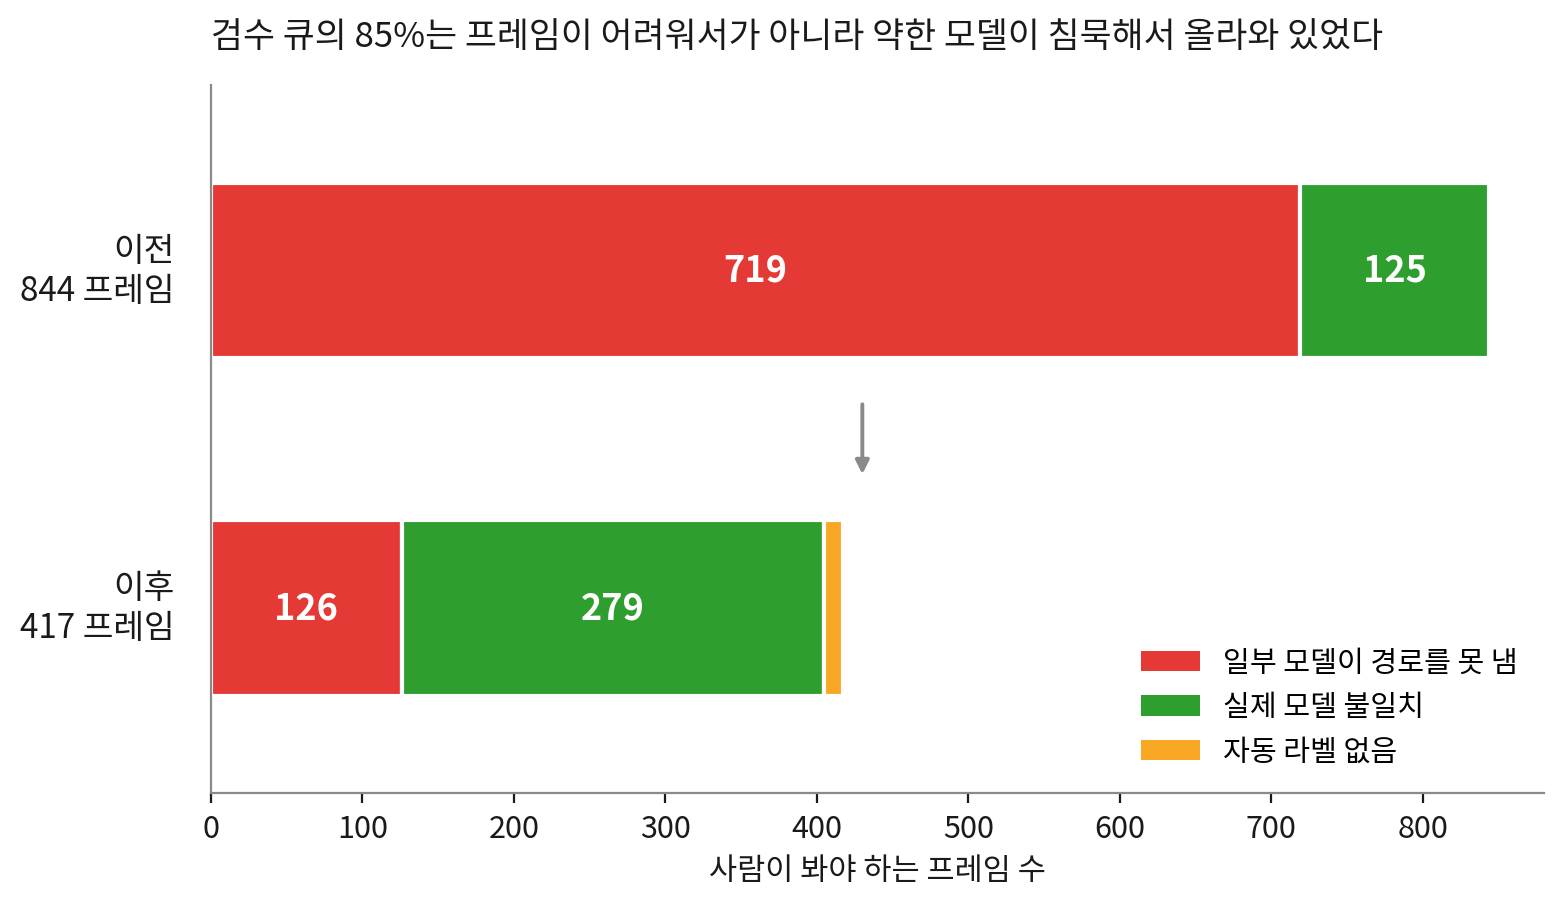 검수 큐의 85%는 프레임이 어려워서가 아니라 약한 모델이 침묵해서 올라와 있었다
이전
844 프레임
719
125
이후
417 프레임
126
279
일부 모델이 경로를 못 냄
실제 모델 불일치
자동 라벨 없음
0 100 200 300 400 500 600 700 800
사람이 봐야 하는 프레임 수